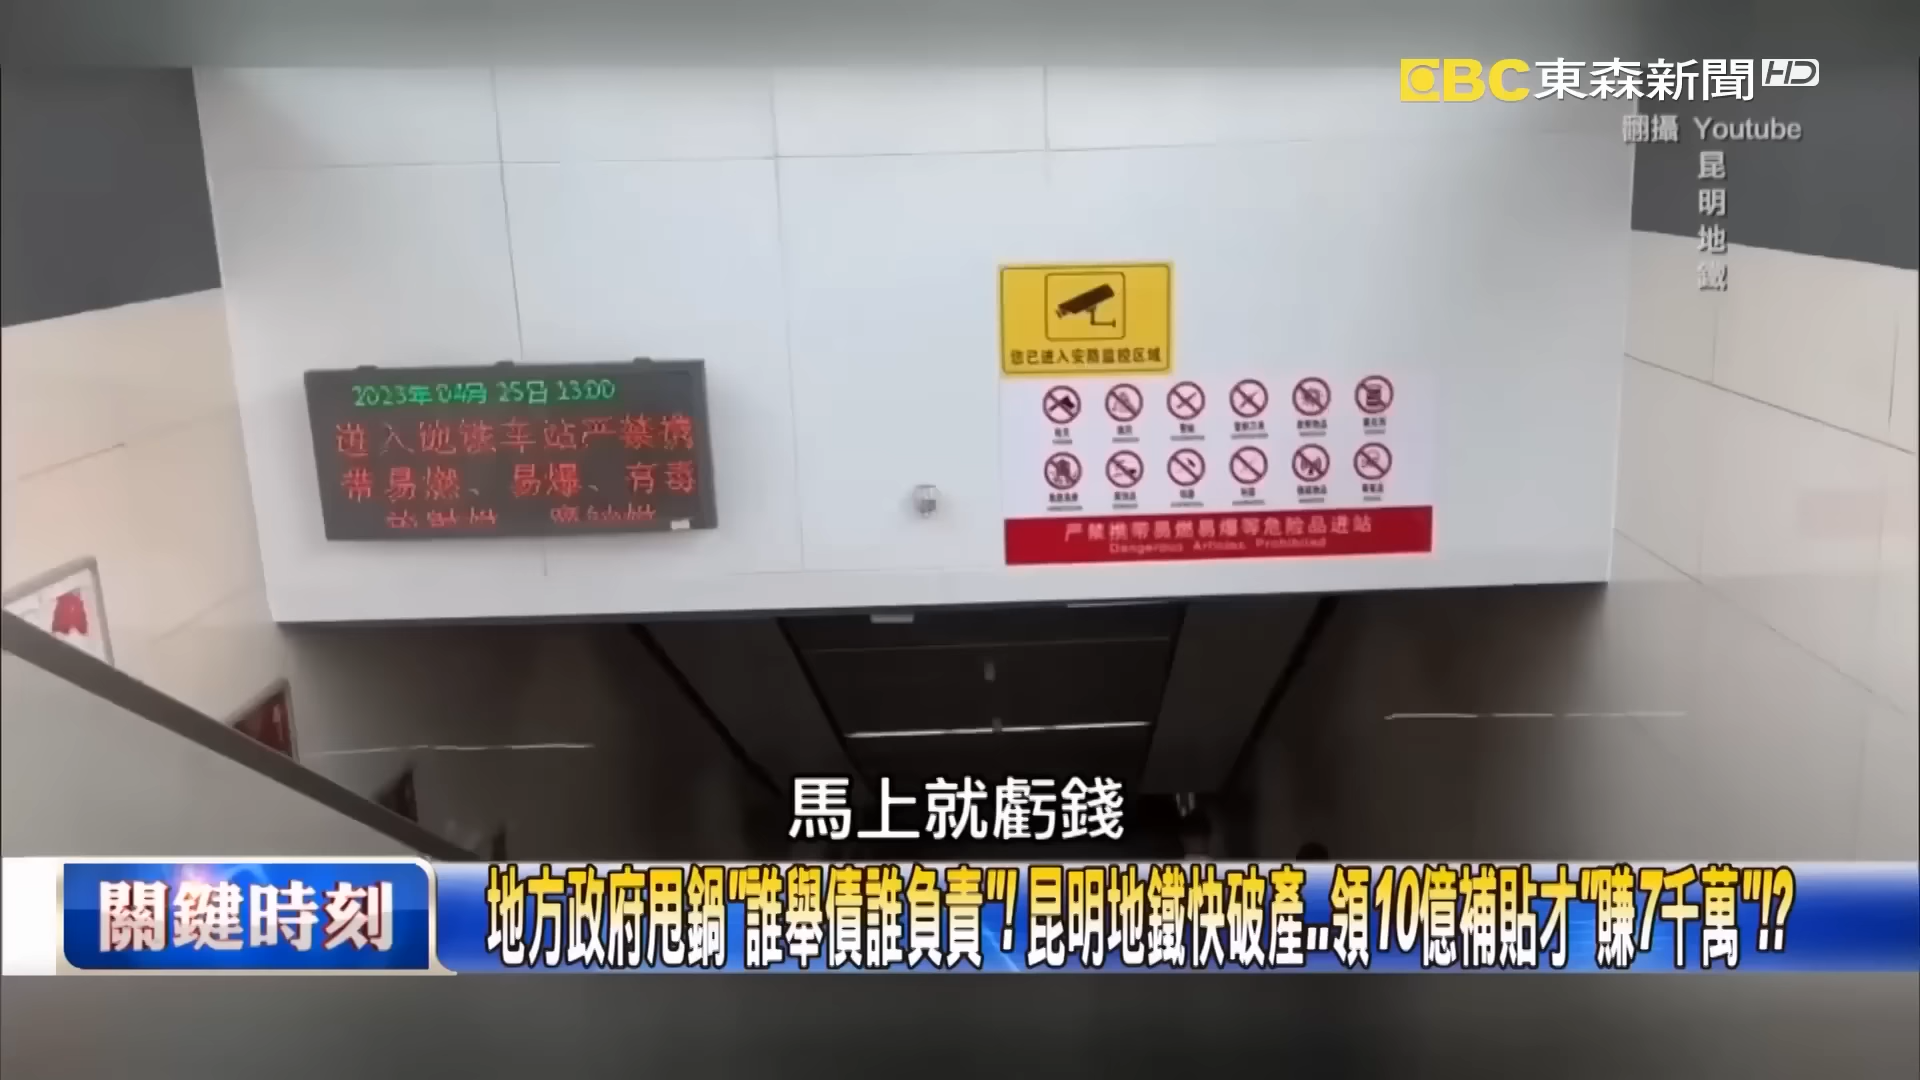 EBC東森新聞HD
翻攝 Youtube
昆明地鐵
您已进入安防监控区域
2023年04月25日 13:00
进入地铁车站严禁携
带易燃、易爆、有毒
严禁携带易燃易爆等危险品进站
Dangerous Articles Prohibited
馬上就虧錢
關鍵時刻
地方政府甩鍋"誰舉債誰負責"! 昆明地鐵快破產..領10億補貼才"賺7千萬"!?